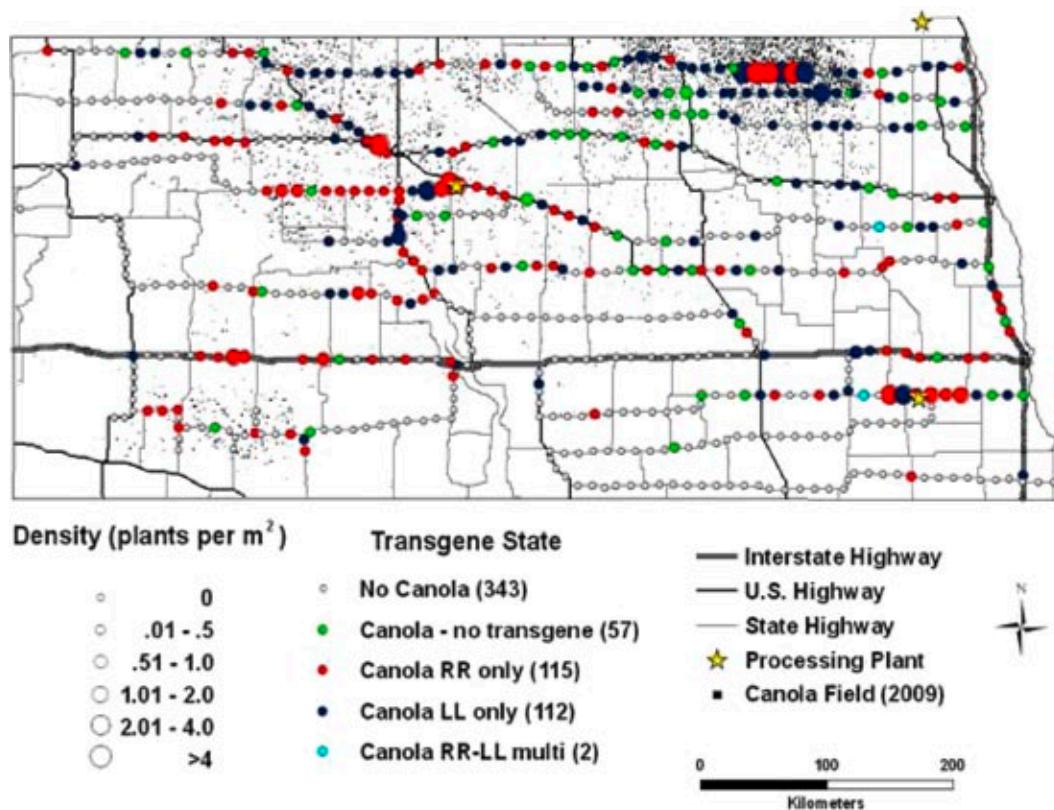 Density (plants per m²)
0
.01 - .5
.51 - 1.0
1.01 - 2.0
2.01 - 4.0
>4
Transgene State
No Canola (343)
Canola - no transgene (57)
Canola RR only (115)
Canola LL only (112)
Canola RR-LL multi (2)
Interstate Highway
U.S. Highway
State Highway
Processing Plant
Canola Field (2009)
N
0 100 200
Kilometers